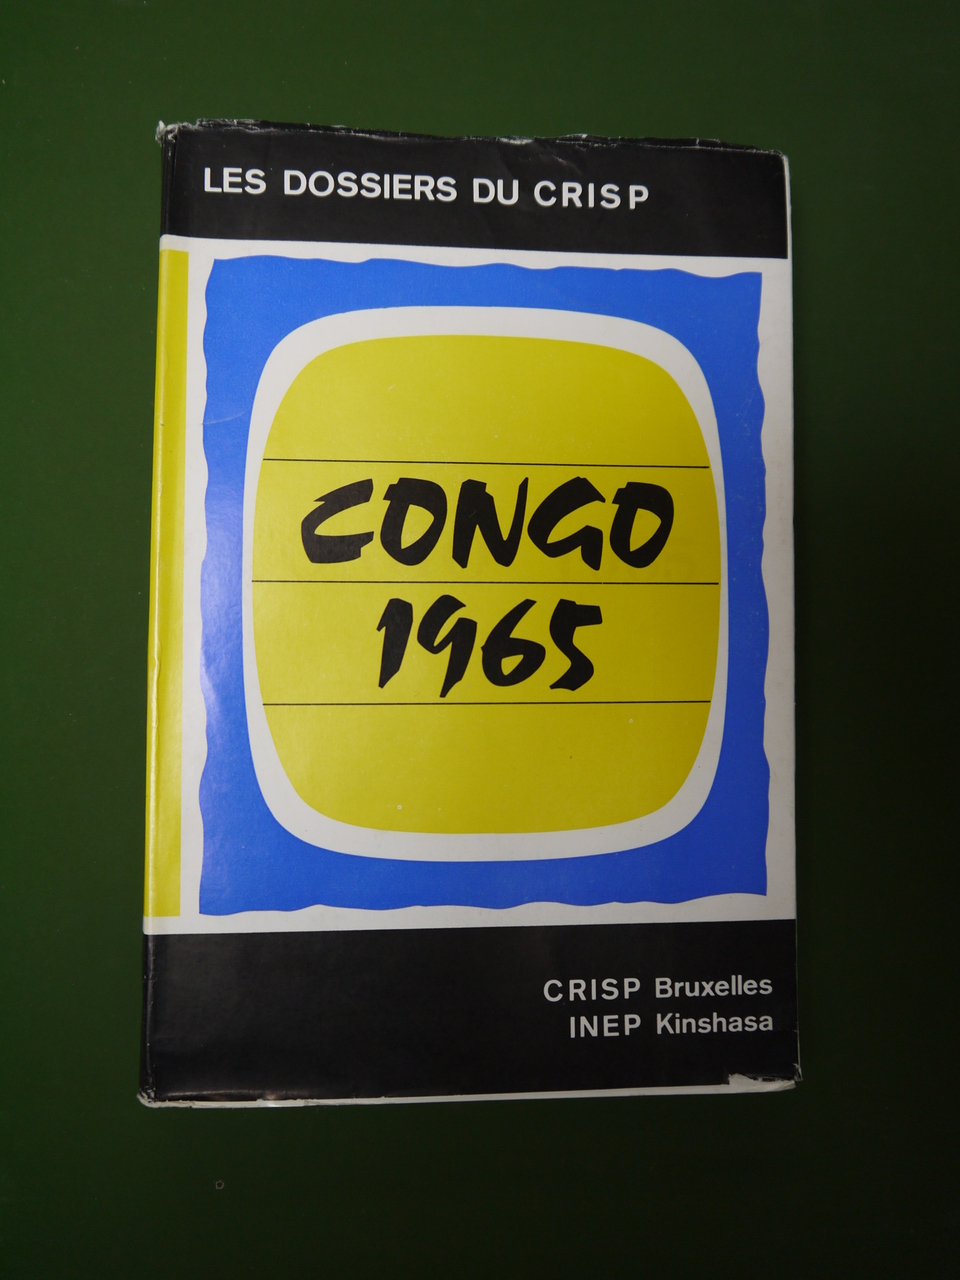 LES DOSSIERS DU CRISP
CONGO
1965
CRISP Bruxelles
INEP Kinshasa